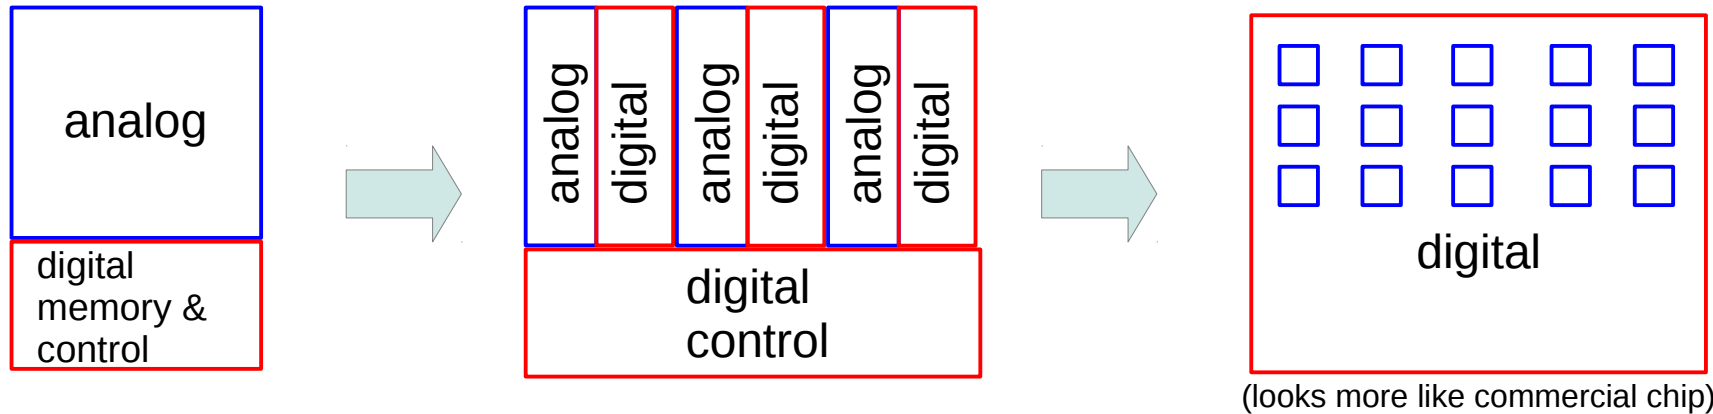 analog
digital
memory &
control
analog
digital
analog
digital
analog
digital
digital
control
digital
(looks more like commercial chip)